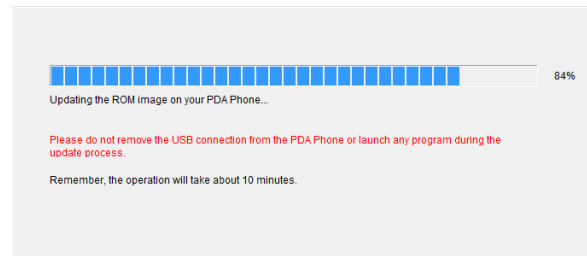 84%
Updating the ROM image on your PDA Phone...
Please do not remove the USB connection from the PDA Phone or launch any program during the
update process.
Remember, the operation will take about 10 minutes.